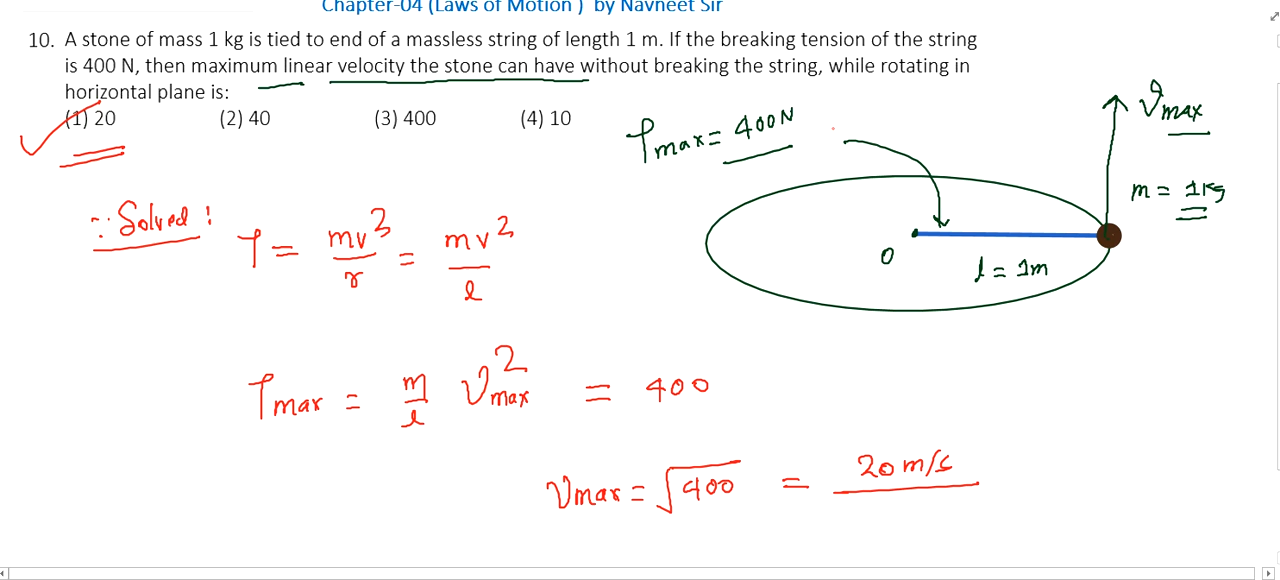 Chapter-04 (Laws of Motion ) by Navneet Sir
10. A stone of mass 1 kg is tied to end of a massless string of length 1 m. If the breaking tension of the string
is 400 N, then maximum linear velocity the stone can have without breaking the string, while rotating in
horizontal plane is:
(1) 20 (2) 40 (3) 400 (4) 10
Tmax = 400N
vmax
m = 1kg
O
l = 1m
∵ Solved :
T = mv³/r = mv²/l
Tmax = m/l v²max = 400
vmax = √400 = 20 m/s